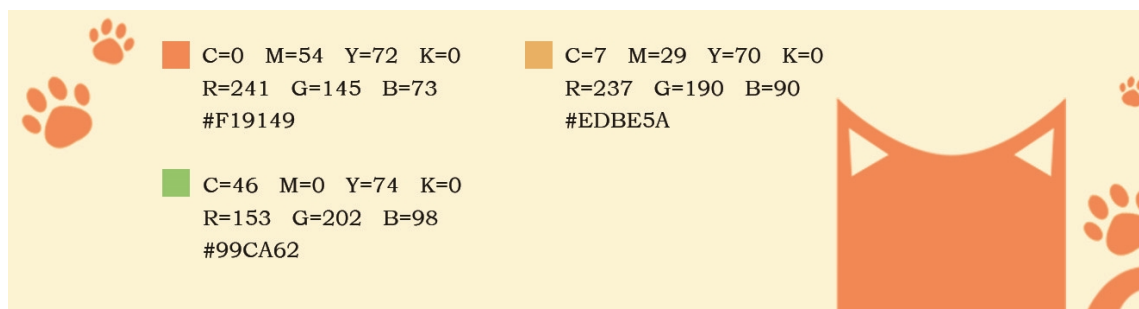 C=0 M=54 Y=72 K=0
R=241 G=145 B=73
#F19149
C=7 M=29 Y=70 K=0
R=237 G=190 B=90
#EDBE5A
C=46 M=0 Y=74 K=0
R=153 G=202 B=98
#99CA62